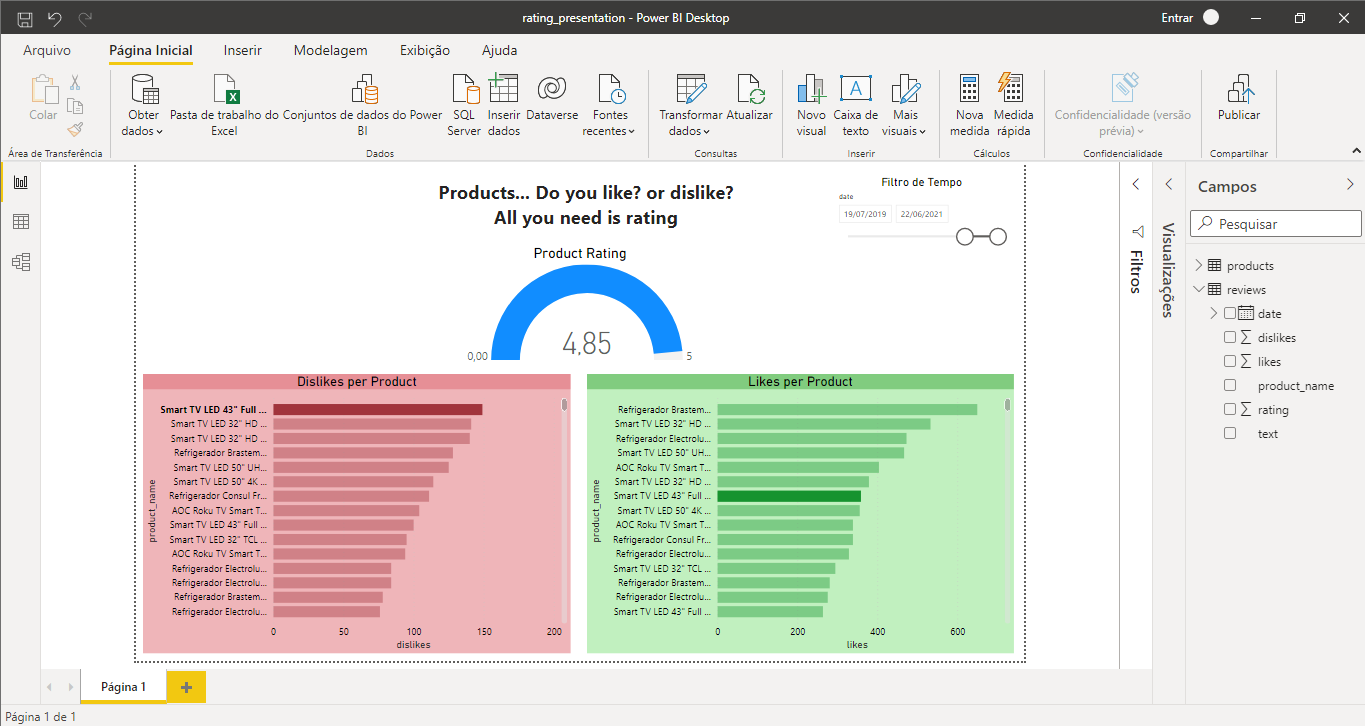 rating_presentation - Power BI Desktop
Entrar
Arquivo
Página Inicial
Inserir
Modelagem
Exibição
Ajuda
Colar
Obter
dados
Pasta de trabalho do
Excel
Conjuntos de dados do Power
BI
SQL
Server
Inserir
dados
Dataverse
Fontes
recentes
Transformar
dados
Atualizar
Novo
visual
Caixa de
texto
Mais
visuais
Nova
medida
Medida
rápida
Confidencialidade (versão
prévia)
Publicar
Área de Transferência
Dados
Consultas
Inserir
Cálculos
Confidencialidade
Compartilhar
Products... Do you like? or dislike?
All you need is rating
Filtro de Tempo
date
19/07/2019
22/06/2021
Product Rating
4,85
0,00
5
Dislikes per Product
product_name
Smart TV LED 43" Full ...
Smart TV LED 32" HD ...
Smart TV LED 32" HD ...
Refrigerador Brastem...
Smart TV LED 50" UH...
Smart TV LED 50" 4K ...
Refrigerador Consul Fr...
AOC Roku TV Smart T...
Smart TV LED 43" Full ...
Smart TV LED 32" TCL ...
AOC Roku TV Smart T...
Refrigerador Electrolu...
Refrigerador Electrolu...
Refrigerador Brastem...
Refrigerador Electrolu...
0 50 100 150 200
dislikes
Likes per Product
product_name
Refrigerador Brastem...
Smart TV LED 32" HD ...
Refrigerador Electrolu...
Smart TV LED 50" UH...
AOC Roku TV Smart T...
Smart TV LED 32" HD ...
Smart TV LED 43" Full ...
Smart TV LED 50" 4K ...
AOC Roku TV Smart T...
Refrigerador Consul Fr...
Refrigerador Electrolu...
Smart TV LED 32" TCL ...
Refrigerador Brastem...
Refrigerador Electrolu...
Smart TV LED 43" Full ...
0 200 400 600
likes
Filtros
Visualizações
Campos
Pesquisar
products
reviews
date
dislikes
likes
product_name
rating
text
Página 1
Página 1 de 1